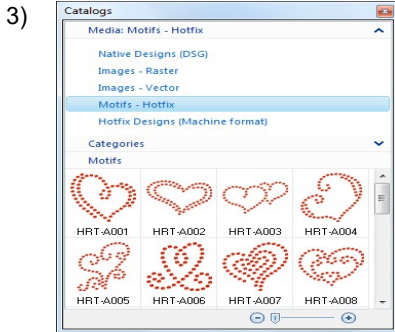 3)
Catalogs
Media: Motifs - Hotfix
Native Designs (DSG)
Images - Raster
Images - Vector
Motifs - Hotfix
Hotfix Designs (Machine format)
Categories
Motifs
HRT-A001 HRT-A002 HRT-A003 HRT-A004
HRT-A005 HRT-A006 HRT-A007 HRT-A008